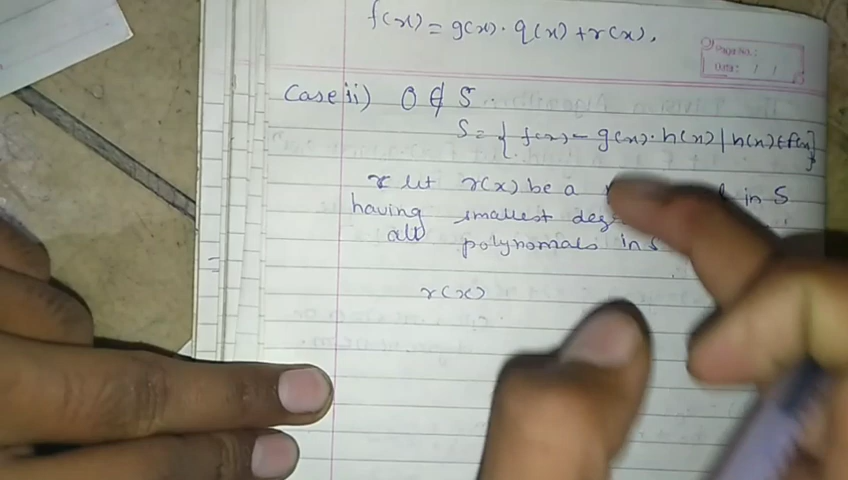 f(x) = g(x) · q(x) + r(x).
Page No.:
Date: / /
Case ii) 0 ∉ S
S = { f(x) - g(x) · h(x) | h(x) ∈ F[x] }
let r(x) be a in S
having smallest deg
all polynomials in S
r(x)